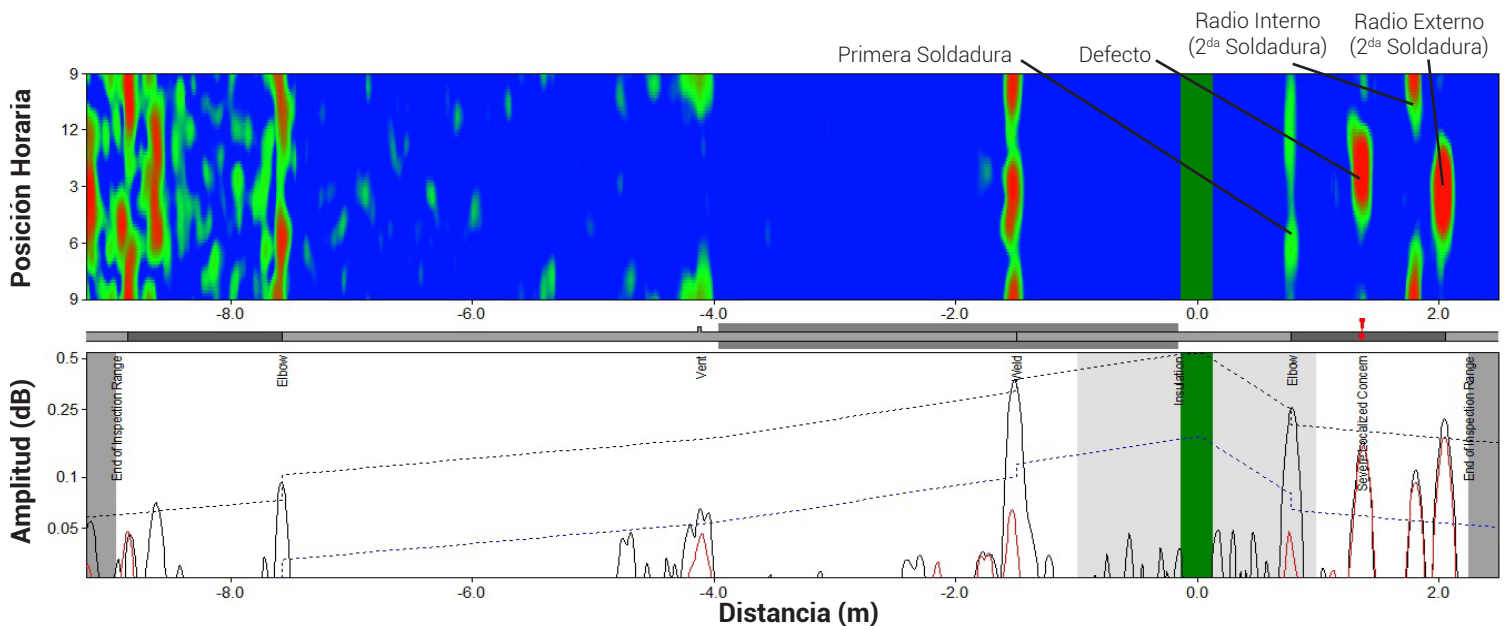 Radio Interno
(2da Soldadura)
Radio Externo
(2da Soldadura)
Primera Soldadura
Defecto
Posición Horaria
9
12
3
6
9
-8.0
-6.0
-4.0
-2.0
0.0
2.0
Amplitud (dB)
0.5
0.25
0.1
0.05
End of Inspection Range
Elbow
Vent
Weld
Insulation
Elbow
Severe Localized Concern
End of Inspection Range
-8.0
-6.0
-4.0
-2.0
0.0
2.0
Distancia (m)